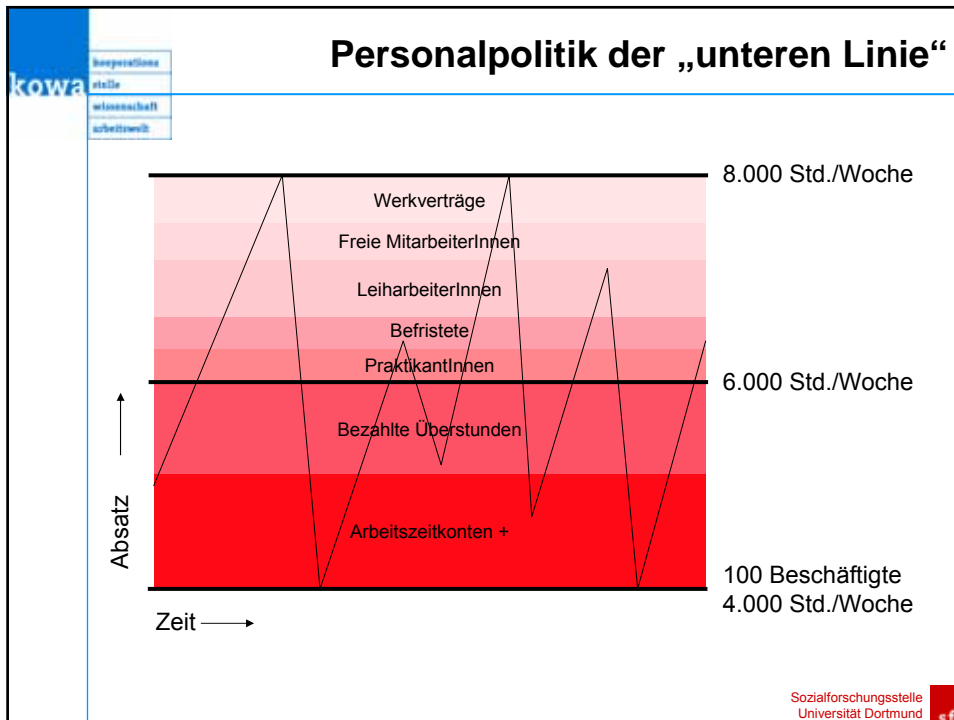 Personalpolitik der „unteren Linie“
kowa
kooperations
stelle
wissenschaft
arbeitswelt
8.000 Std./Woche
Werkverträge
Freie MitarbeiterInnen
LeiharbeiterInnen
Befristete
PraktikantInnen
6.000 Std./Woche
Bezahlte Überstunden
Absatz
Arbeitszeitkonten +
100 Beschäftigte
4.000 Std./Woche
Zeit
Sozialforschungsstelle
Universität Dortmund